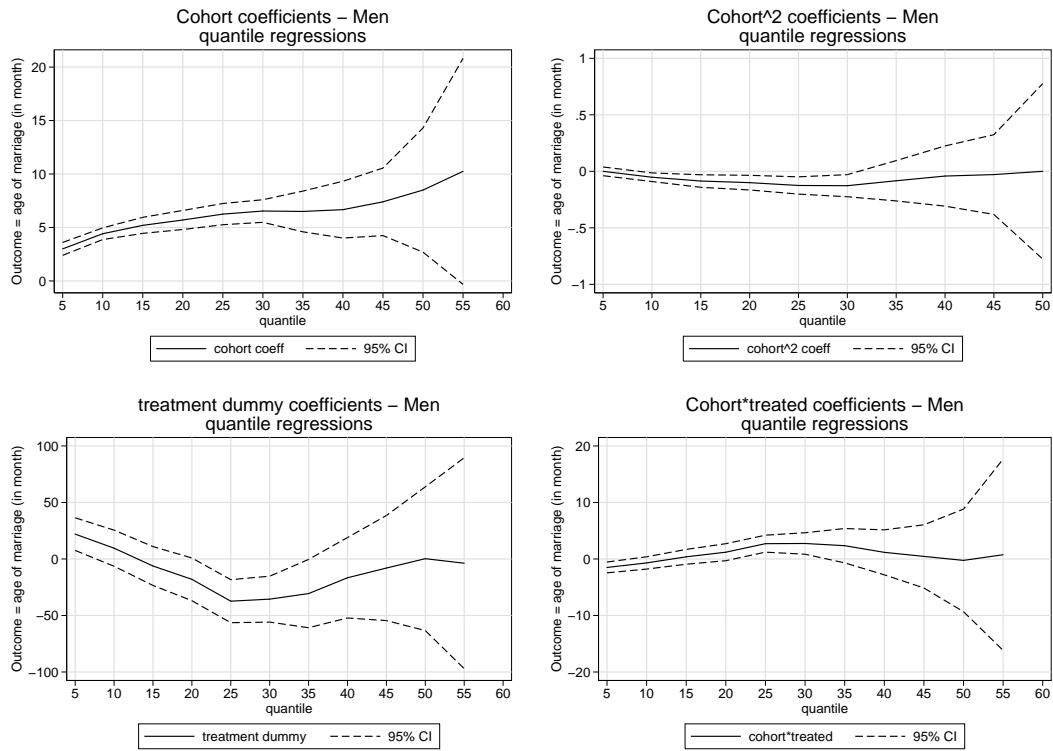 Cohort coefficients – Men
quantile regressions
Outcome = age of marriage (in month)
20
15
10
5
0
5 10 15 20 25 30 35 40 45 50 55 60
quantile
cohort coeff 95% CI
Cohort^2 coefficients – Men
quantile regressions
Outcome = age of marriage (in month)
1
.5
0
–.5
–1
5 10 15 20 25 30 35 40 45 50
quantile
cohort^2 coeff 95% CI
treatment dummy coefficients – Men
quantile regressions
Outcome = age of marriage (in month)
100
50
0
–50
–100
5 10 15 20 25 30 35 40 45 50 55 60
quantile
treatment dummy 95% CI
Cohort*treated coefficients – Men
quantile regressions
Outcome = age of marriage (in month)
20
10
0
–10
–20
5 10 15 20 25 30 35 40 45 50 55 60
quantile
cohort*treated 95% CI